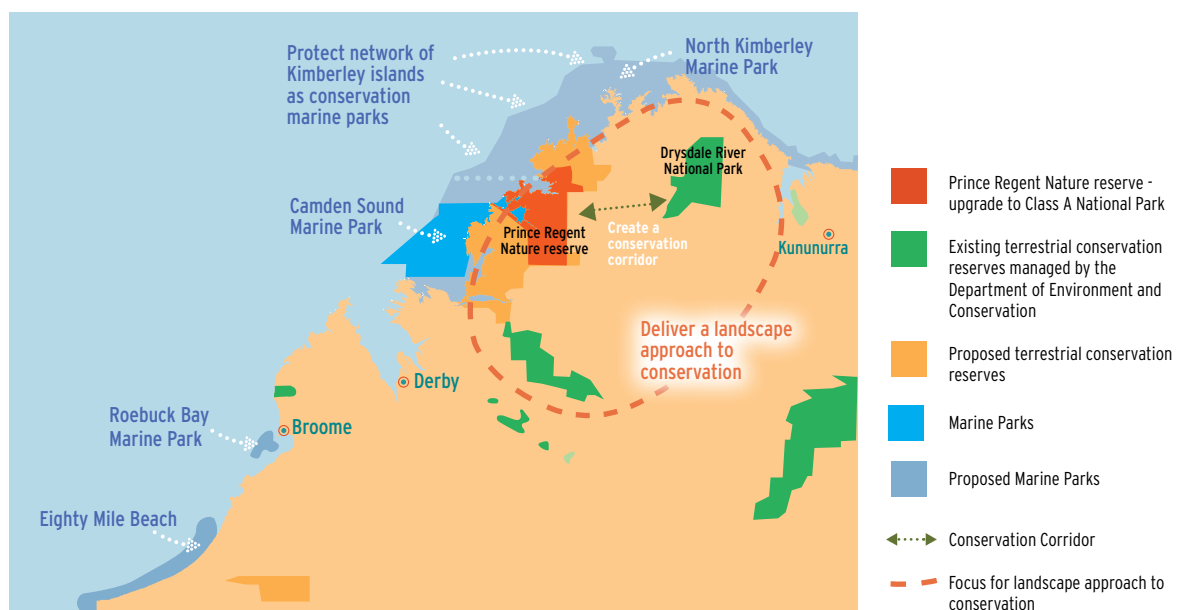 Protect network of
Kimberley islands
as conservation
marine parks
North Kimberley
Marine Park
Drysdale River
National Park
Camden Sound
Marine Park
Prince Regent
Nature reserve
Create a
conservation
corridor
Kununurra
Deliver a landscape
approach to
conservation
Derby
Roebuck Bay
Marine Park
Broome
Eighty Mile Beach
Prince Regent Nature reserve -
upgrade to Class A National Park
Existing terrestrial conservation
reserves managed by the
Department of Environment and
Conservation
Proposed terrestrial conservation
reserves
Marine Parks
Proposed Marine Parks
Conservation Corridor
Focus for landscape approach to
conservation